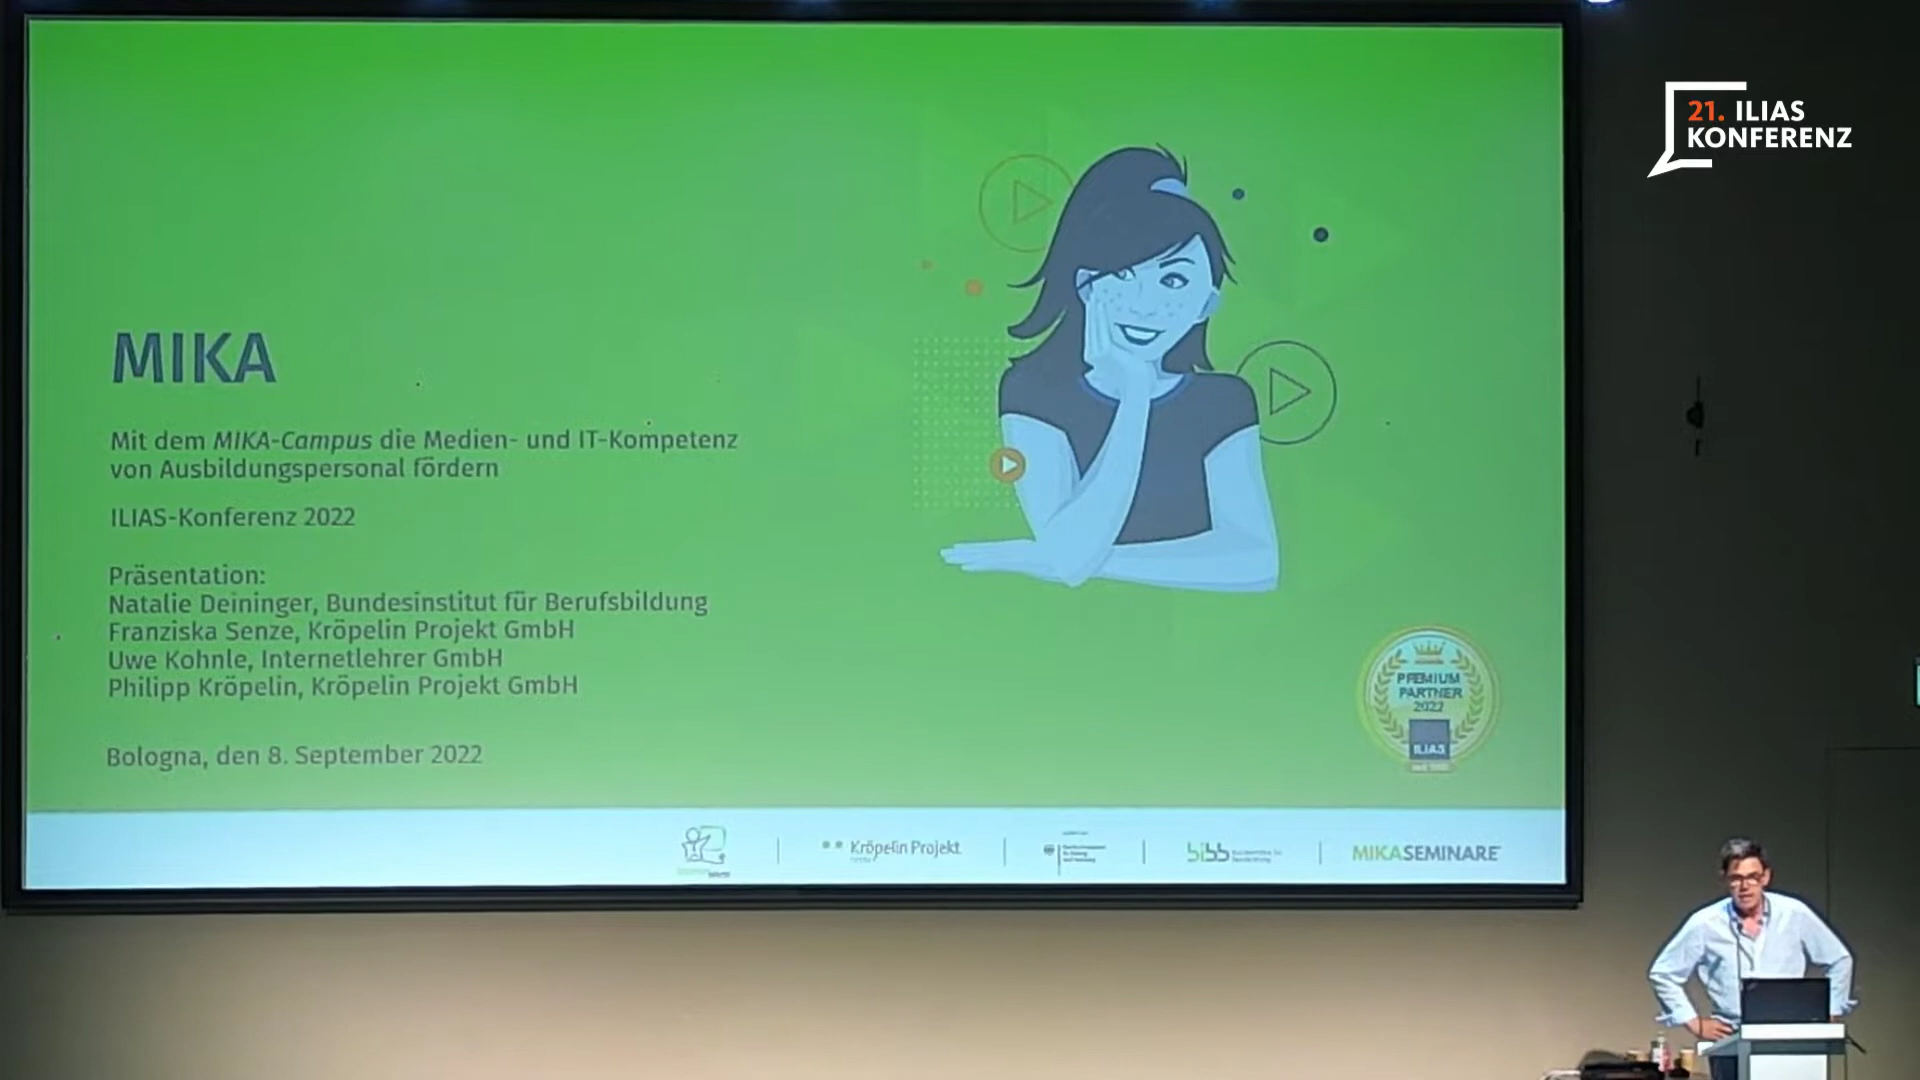 21. ILIAS
KONFERENZ
MIKA
Mit dem MIKA-Campus die Medien- und IT-Kompetenz
von Ausbildungspersonal fördern
ILIAS-Konferenz 2022
Präsentation:
Natalie Deininger, Bundesinstitut für Berufsbildung
Franziska Senze, Kröpelin Projekt GmbH
Uwe Kohnle, Internetlehrer GmbH
Philipp Kröpelin, Kröpelin Projekt GmbH
Bologna, den 8. September 2022
PREMIUM
PARTNER
2022
ILIAS
Kröpelin Projekt
bibb
MIKASEMINARE